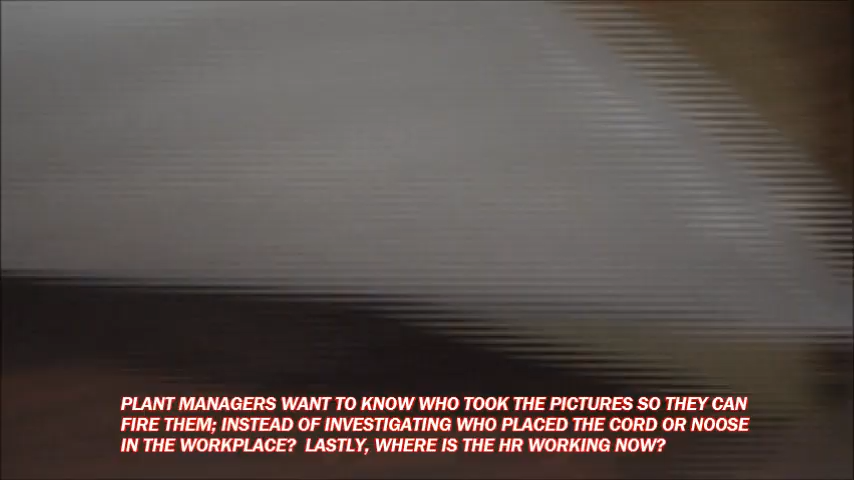 PLANT MANAGERS WANT TO KNOW WHO TOOK THE PICTURES SO THEY CAN
FIRE THEM; INSTEAD OF INVESTIGATING WHO PLACED THE CORD OR NOOSE
IN THE WORKPLACE?  LASTLY, WHERE IS THE HR WORKING NOW?